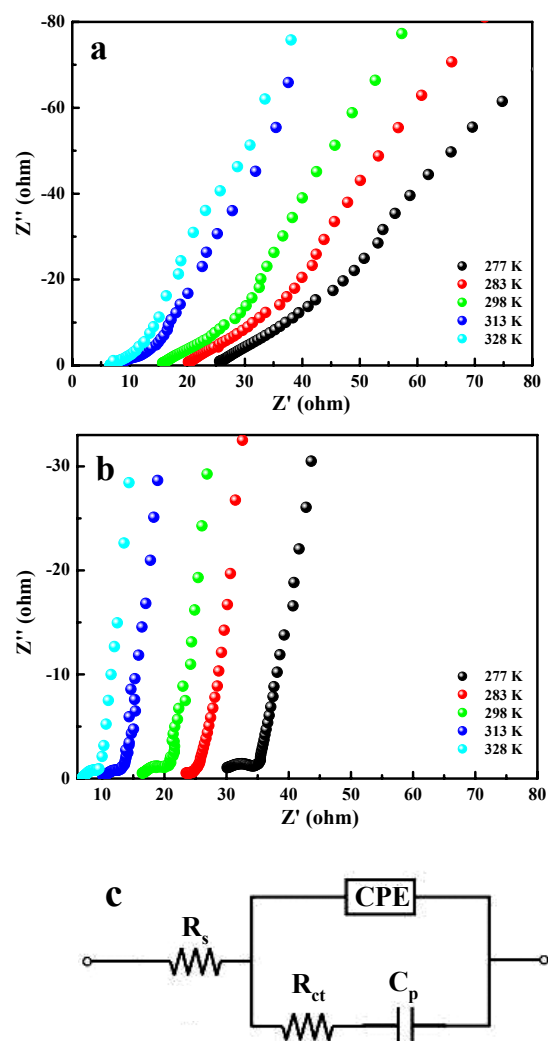 a
-80
-60
-40
-20
0
Z'' (ohm)
277 K
283 K
298 K
313 K
328 K
0 10 20 30 40 50 60 70 80
Z' (ohm)
b
-30
-20
-10
0
Z'' (ohm)
277 K
283 K
298 K
313 K
328 K
10 20 30 40 50 60 70
Z' (ohm)
c
CPE
Rs
Rct
Cp